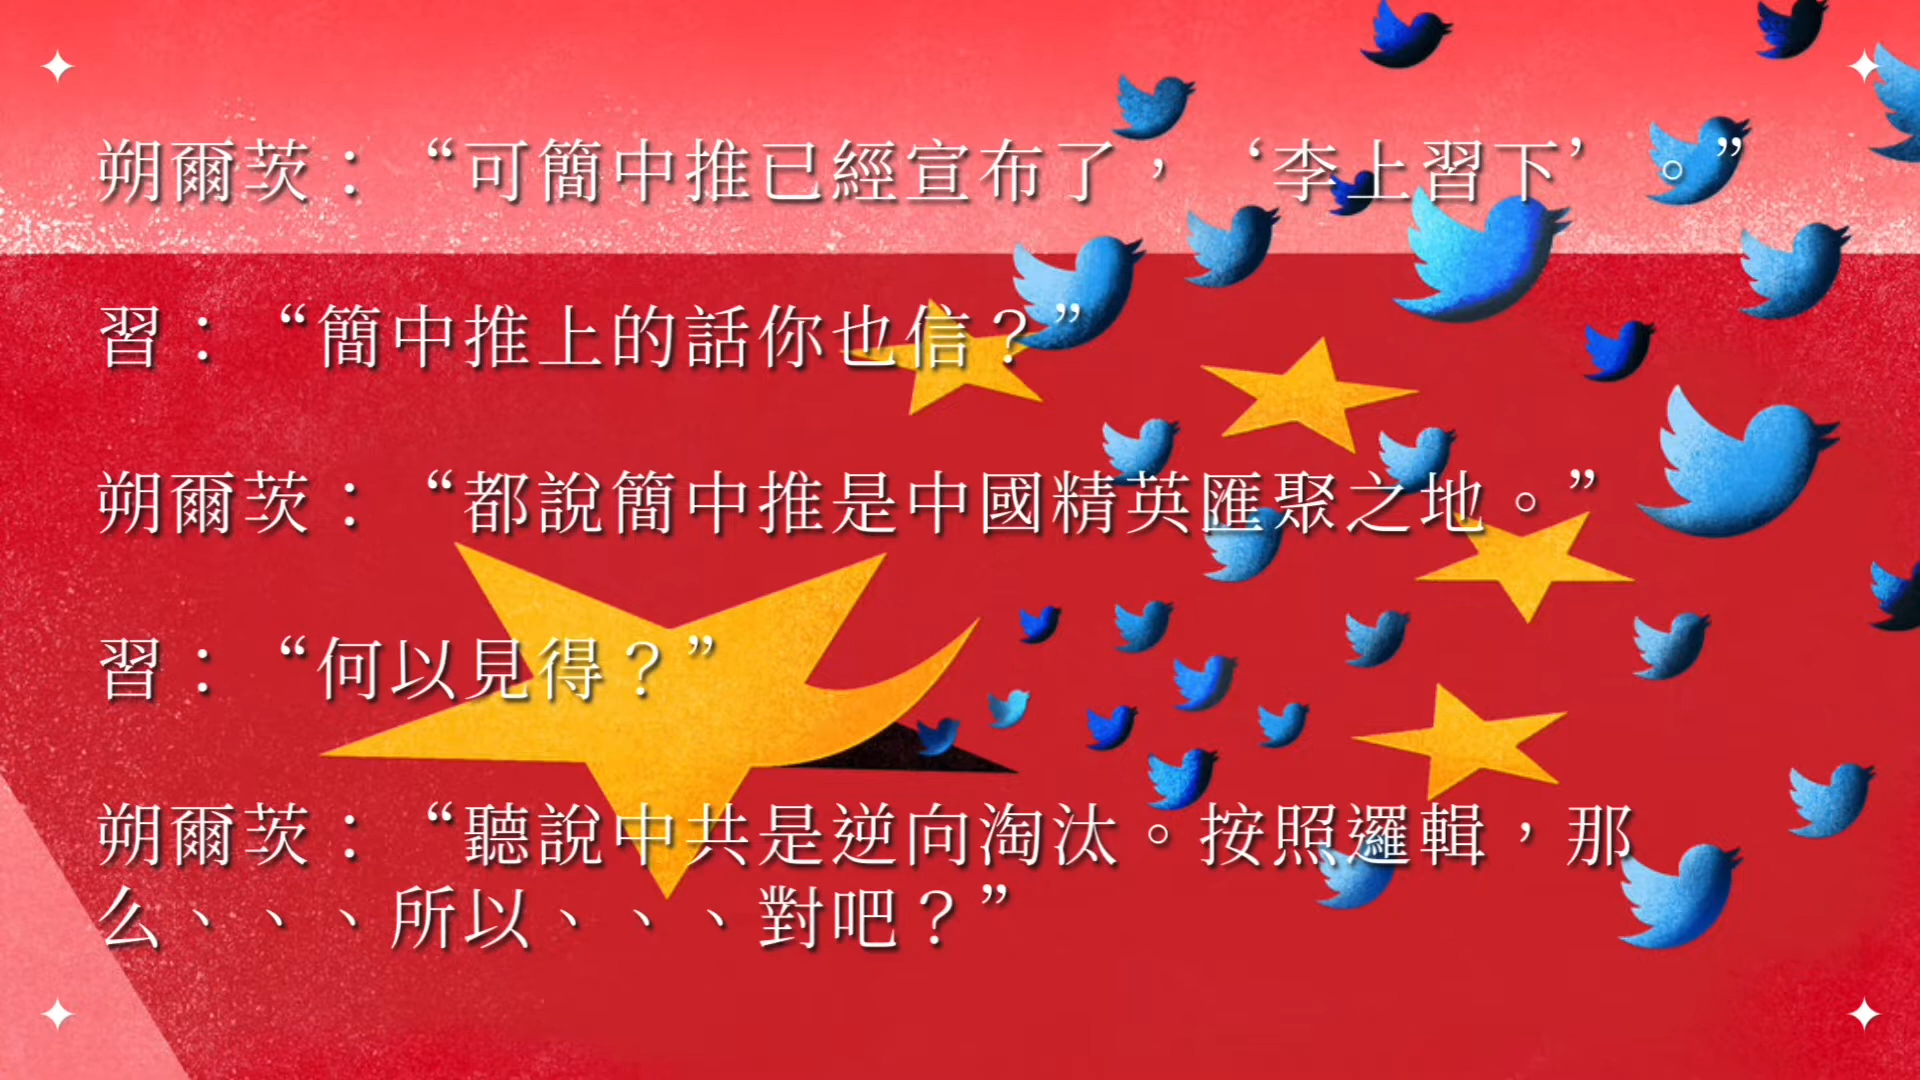 朔爾茨：“可簡中推已經宣布了，‘李上習下’。”
習：“簡中推上的話你也信？”
朔爾茨：“都說簡中推是中國精英匯聚之地。”
習：“何以見得？”
朔爾茨：“聽說中共是逆向淘汰。按照邏輯，那
么、、、所以、、、對吧？”